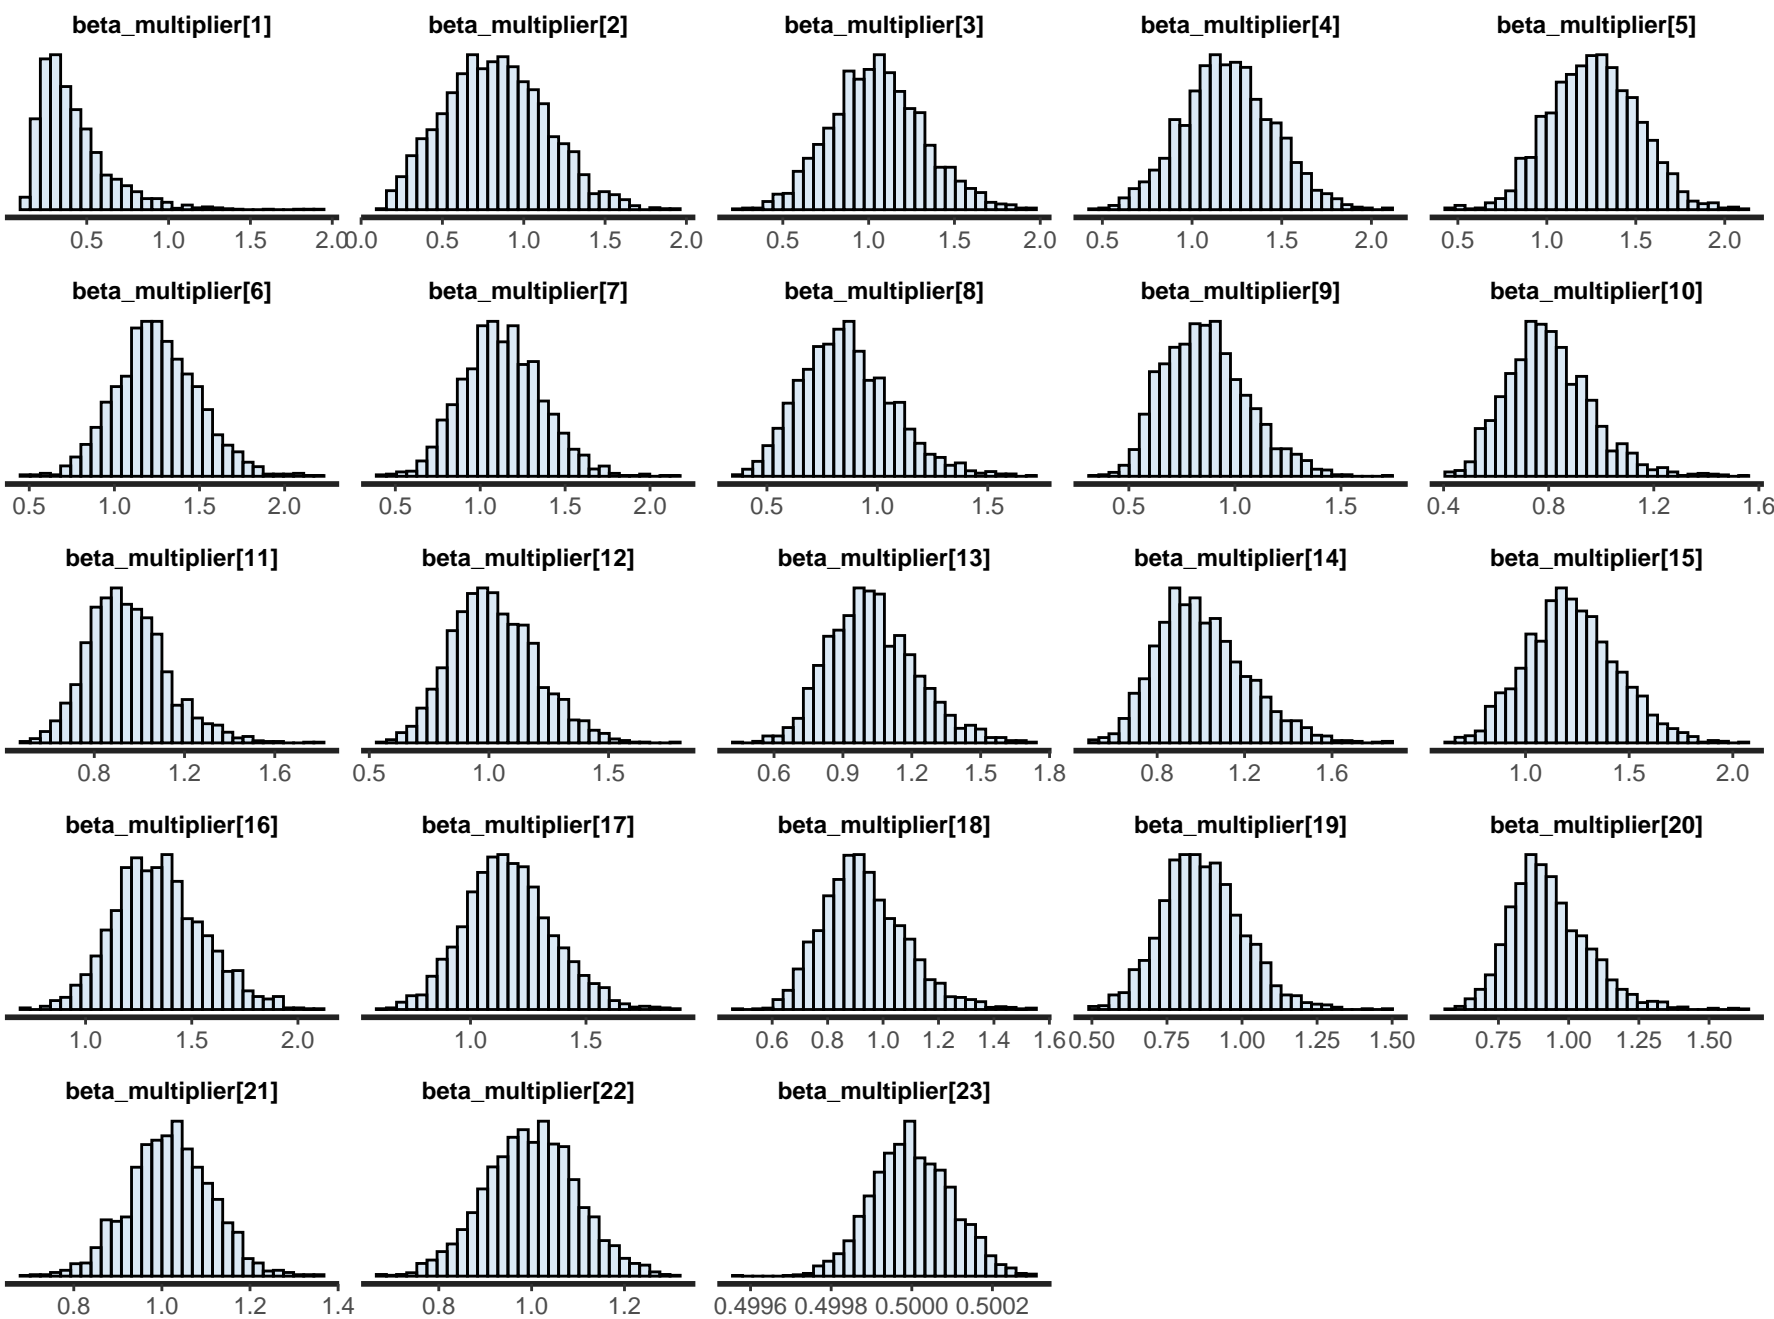 beta_multiplier[1] beta_multiplier[2] beta_multiplier[3] beta_multiplier[4] beta_multiplier[5]
0.5 1.0 1.5 2.0 0.0 0.5 1.0 1.5 2.0 0.5 1.0 1.5 2.0 0.5 1.0 1.5 2.0 0.5 1.0 1.5 2.0
beta_multiplier[6] beta_multiplier[7] beta_multiplier[8] beta_multiplier[9] beta_multiplier[10]
0.5 1.0 1.5 2.0 0.5 1.0 1.5 2.0 0.5 1.0 1.5 0.5 1.0 1.5 0.4 0.8 1.2 1.6
beta_multiplier[11] beta_multiplier[12] beta_multiplier[13] beta_multiplier[14] beta_multiplier[15]
0.8 1.2 1.6 0.5 1.0 1.5 0.6 0.9 1.2 1.5 1.8 0.8 1.2 1.6 1.0 1.5 2.0
beta_multiplier[16] beta_multiplier[17] beta_multiplier[18] beta_multiplier[19] beta_multiplier[20]
1.0 1.5 2.0 1.0 1.5 0.6 0.8 1.0 1.2 1.4 1.6 0.50 0.75 1.00 1.25 1.50 0.75 1.00 1.25 1.50
beta_multiplier[21] beta_multiplier[22] beta_multiplier[23]
0.8 1.0 1.2 1.4 0.8 1.0 1.2 0.4996 0.4998 0.5000 0.5002